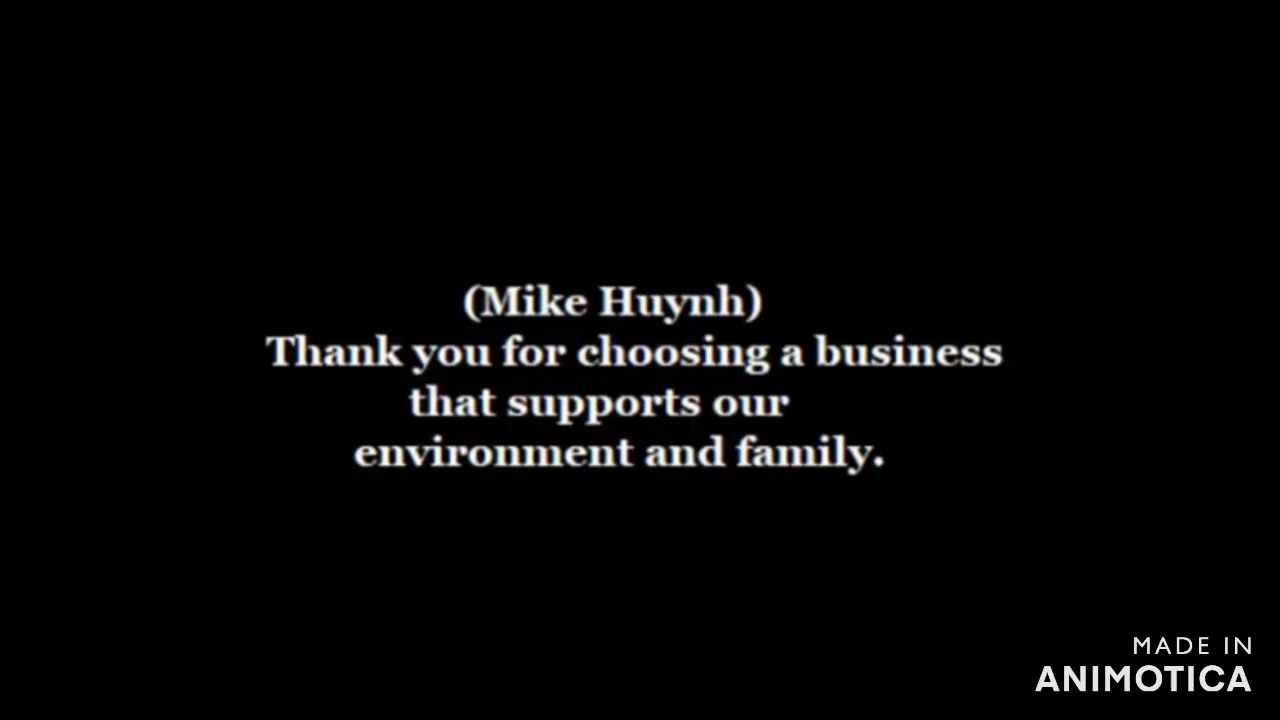 (Mike Huynh)
Thank you for choosing a business
that supports our
environment and family.
MADE IN
ANIMOTICA